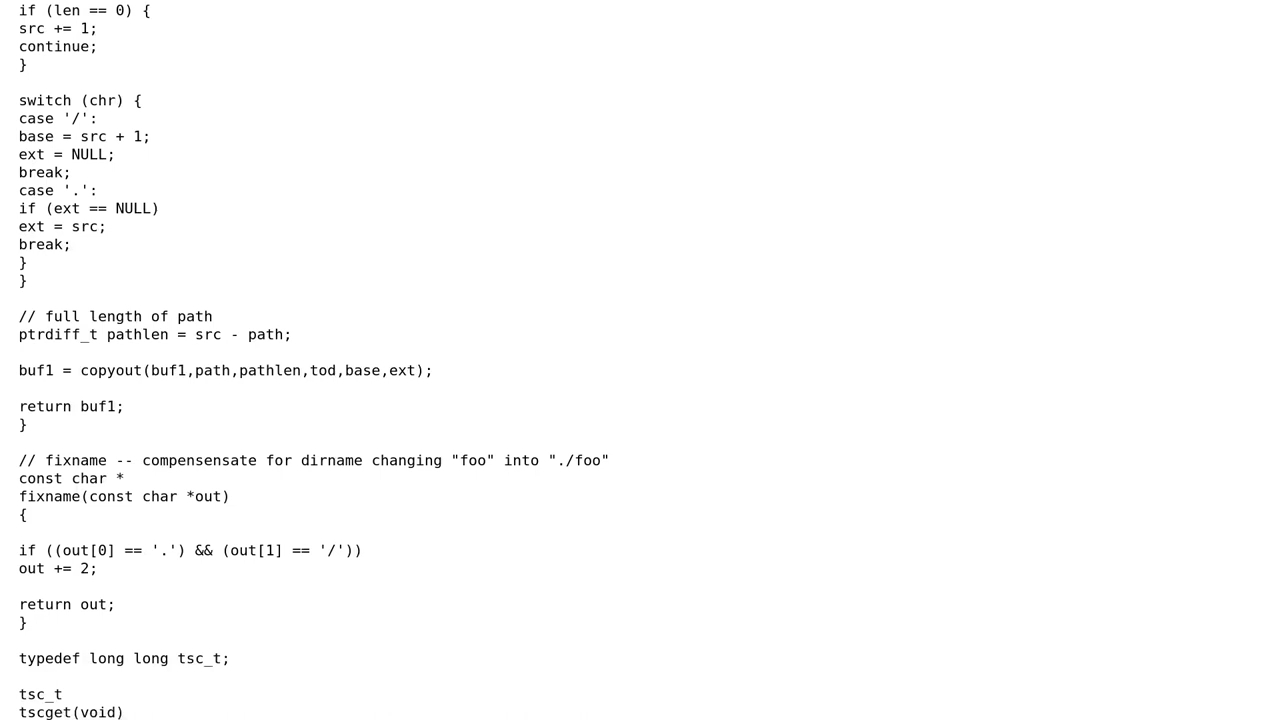 if (len == 0) {
src += 1;
continue;
}
switch (chr) {
case '/':
base = src + 1;
ext = NULL;
break;
case '.':
if (ext == NULL)
ext = src;
break;
}
}
// full length of path
ptrdiff_t pathlen = src - path;
buf1 = copyout(buf1,path,pathlen,tod,base,ext);
return buf1;
}
// fixname -- compensensate for dirname changing "foo" into "./foo"
const char *
fixname(const char *out)
{
if ((out[0] == '.') && (out[1] == '/'))
out += 2;
return out;
}
typedef long long tsc_t;
tsc_t
tscget(void)